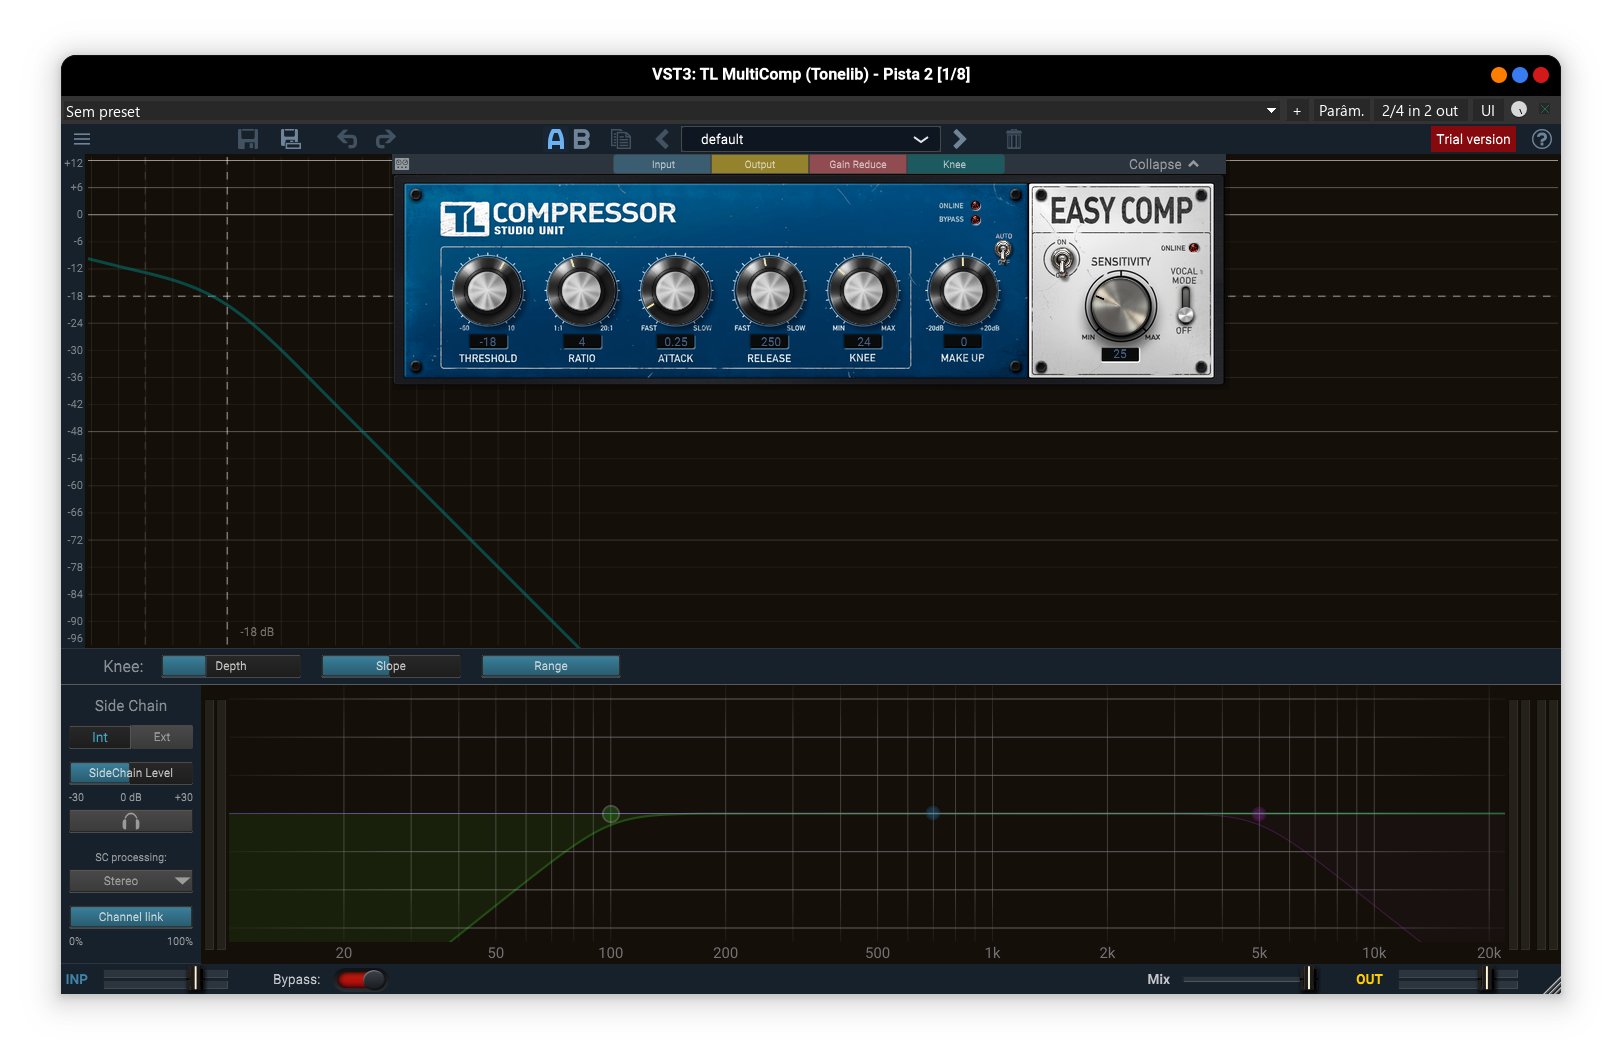 VST3: TL MultiComp (Tonelib) - Pista 2 [1/8]
Sem preset
+ Parâm. 2/4 in 2 out UI
A B default Trial version ?
Input Output Gain Reduce Knee Collapse
+12
+6
0
-6
-12
-18
-24
-30
-36
-42
-48
-54
-60
-66
-72
-78
-84
-90
-96
-18 dB
TL COMPRESSOR
STUDIO UNIT
ONLINE
BYPASS
AUTO
OFF
-50 10
1:1 20:1
FAST SLOW
FAST SLOW
MIN MAX
-20dB +20dB
-18 4 0.25 250 24 0
THRESHOLD RATIO ATTACK RELEASE KNEE MAKE UP
EASY COMP
ON
OFF
ONLINE
SENSITIVITY
VOCAL
MODE
OFF
MIN MAX
25
Knee: Depth Slope Range
Side Chain
Int Ext
SideChain Level
-30 0 dB +30
SC processing:
Stereo
Channel link
0% 100%
20 50 100 200 500 1k 2k 5k 10k 20k
INP Bypass: Mix OUT